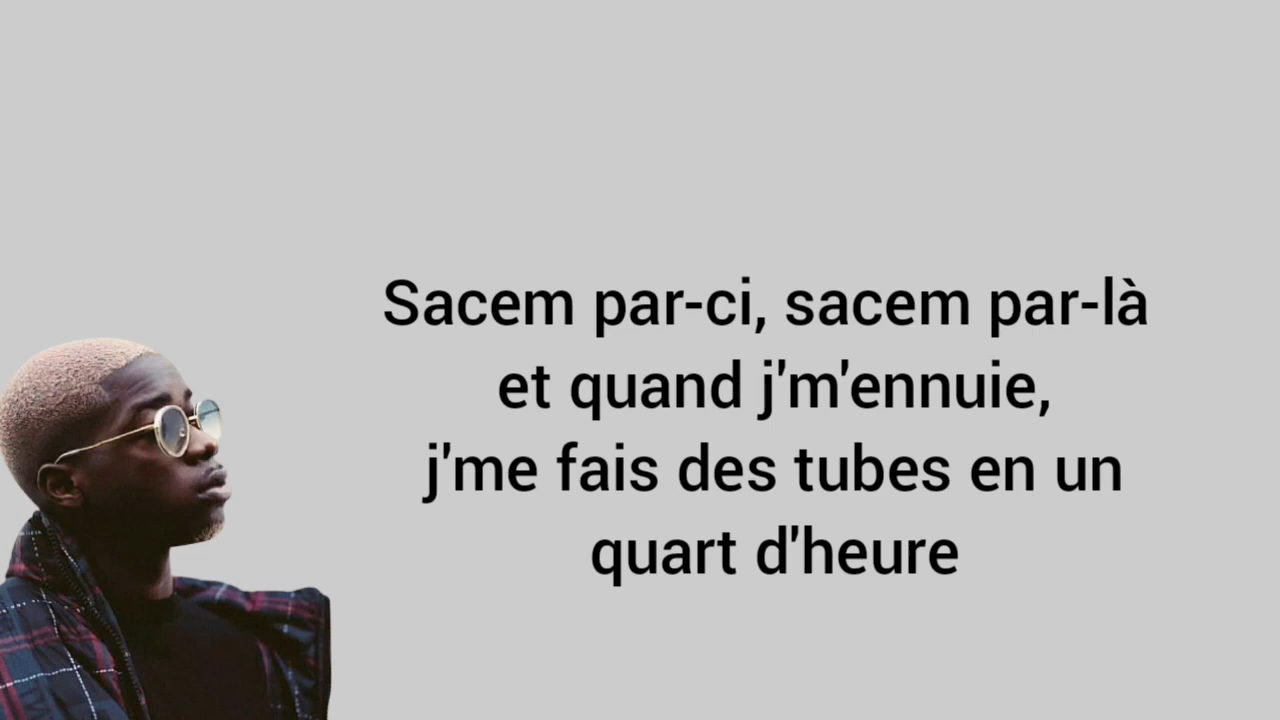 Sacem par-ci, sacem par-là
et quand j'm'ennuie,
j'me fais des tubes en un
quart d'heure